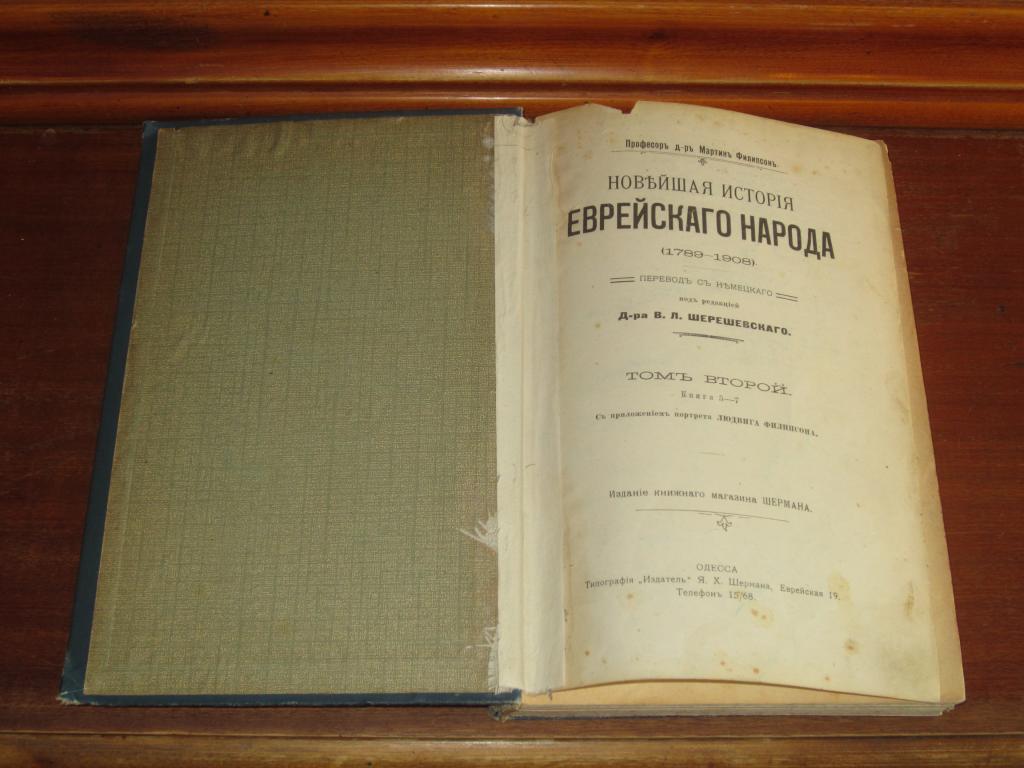 Професоръ д-ръ Мартинъ Филипсонъ.
НОВѢЙШАЯ ИСТОРІЯ
ЕВРЕЙСКАГО НАРОДА
(1789—1908).
ПЕРЕВОДЪ СЪ НѢМЕЦКАГО
подъ редакціей
Д-ра В. Л. ШЕРЕШЕВСКАГО.
ТОМЪ ВТОРОЙ.
Книга 5—7
Съ приложеніемъ портрета ЛЮДВИГА ФИЛИПСОНА.
Изданіе книжнаго магазина ШЕРМАНА.
ОДЕССА
Типографія „Издатель" Я. Х. Шермана, Еврейская 19.
Телефонъ 15/68.